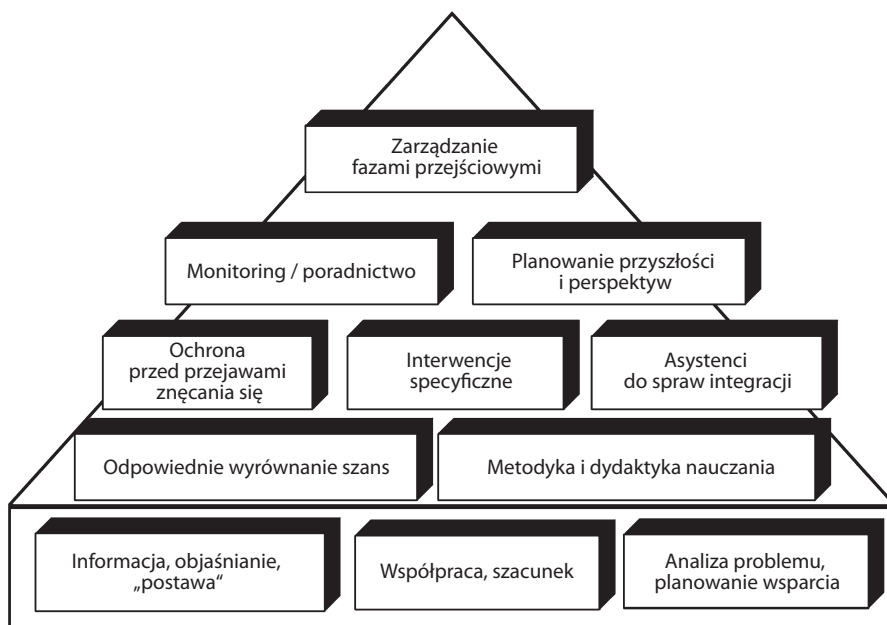 Zarządzanie
fazami przejściowymi
Monitoring / poradnictwo
Planowanie przyszłości
i perspektyw
Ochrona
przed przejawami
znęcania się
Interwencje
specyficzne
Asystenci
do spraw integracji
Odpowiednie wyrównanie szans
Metodyka i dydaktyka nauczania
Informacja, objaśnianie,
„postawa“
Współpraca, szacunek
Analiza problemu,
planowanie wsparcia